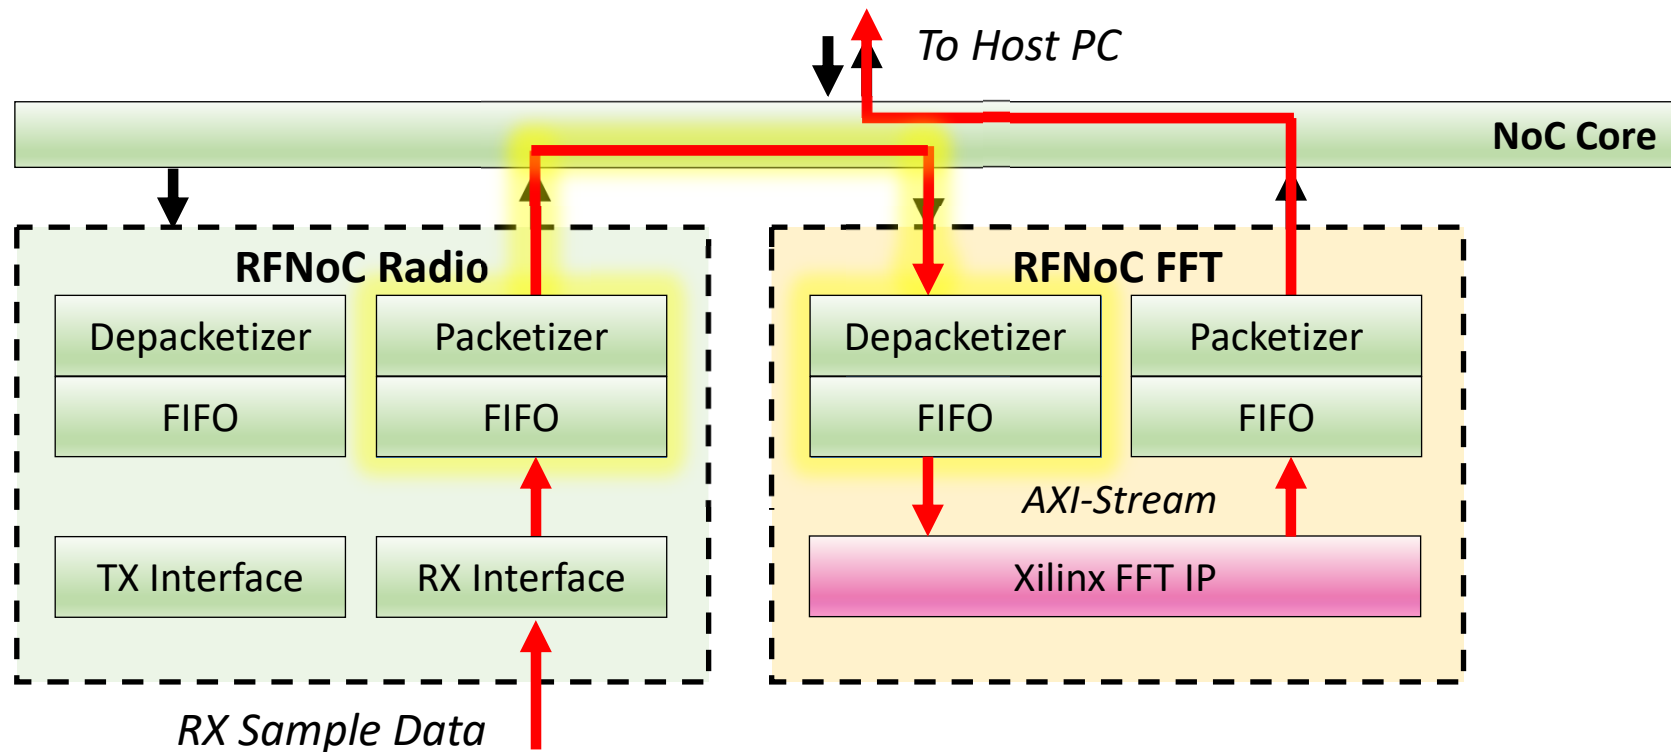 To Host PC
NoC Core
RFNoC Radio
RFNoC FFT
Depacketizer
Packetizer
Depacketizer
Packetizer
FIFO
FIFO
FIFO
FIFO
AXI-Stream
TX Interface
RX Interface
Xilinx FFT IP
RX Sample Data